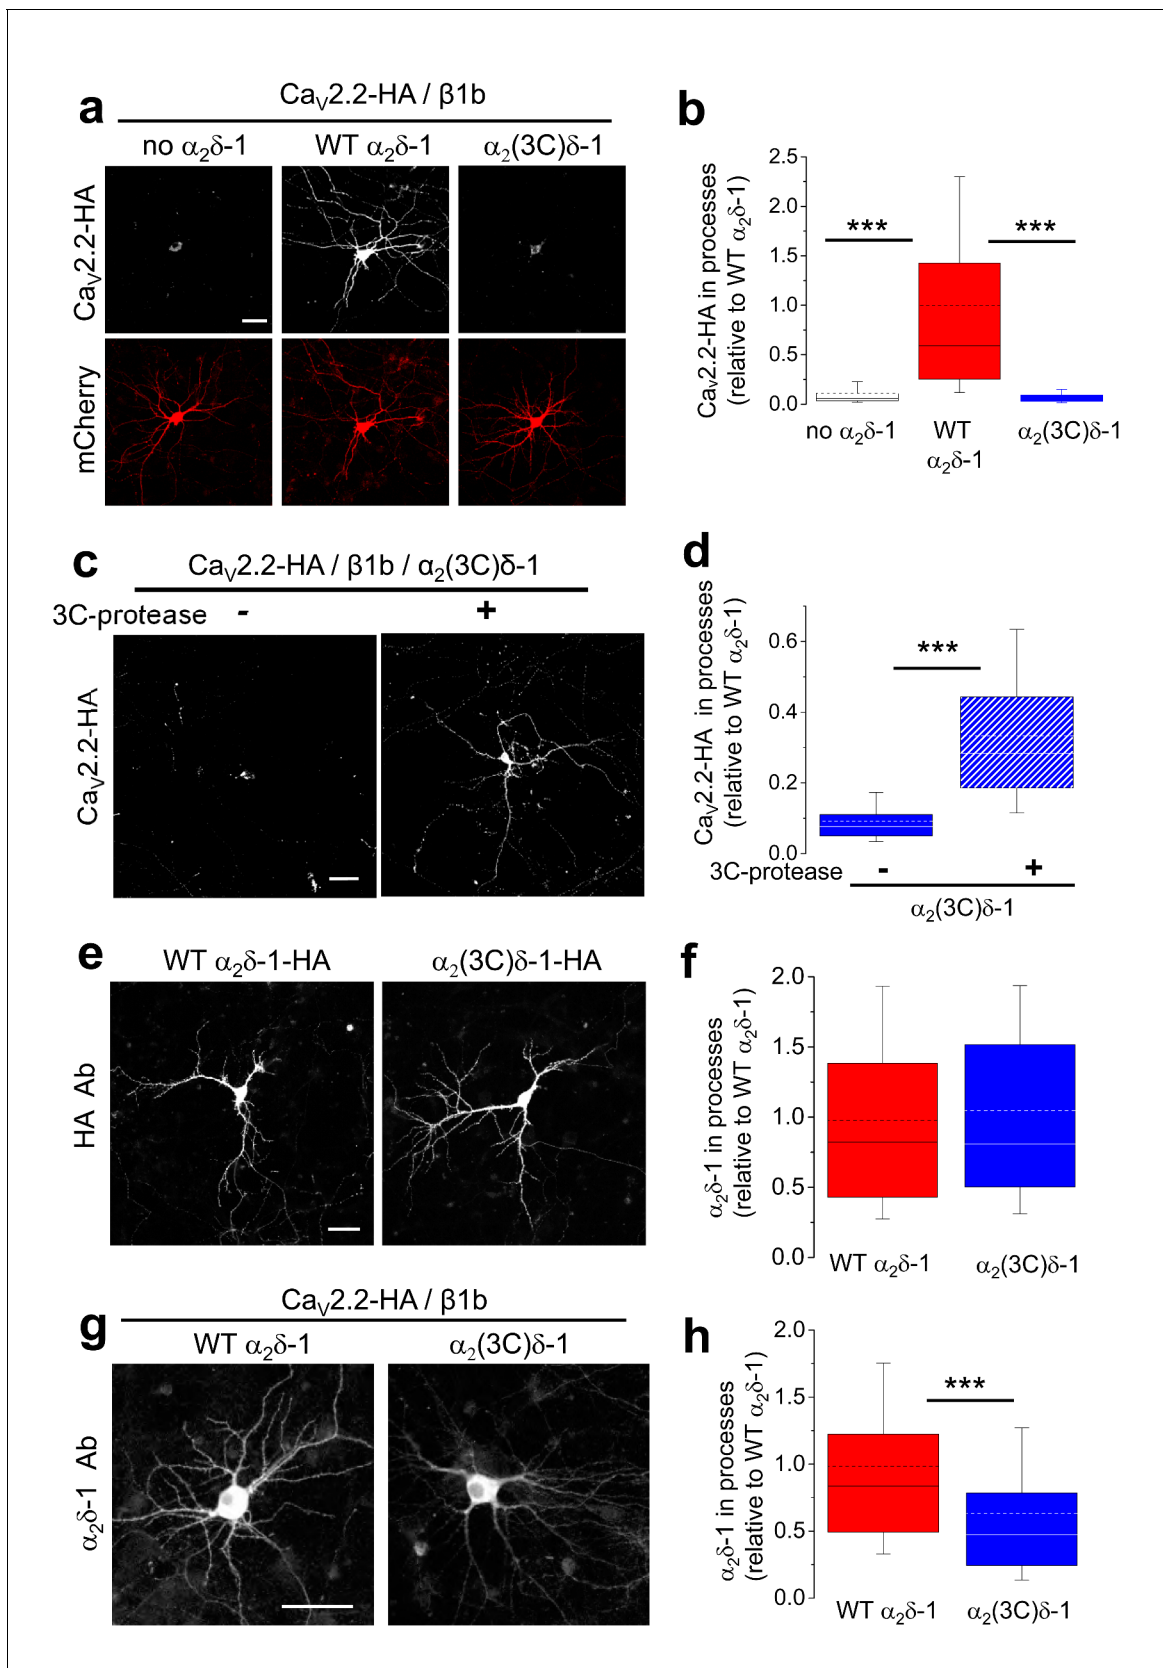 a
Ca_V2.2-HA / β1b
no α₂δ-1 WT α₂δ-1 α₂(3C)δ-1
Ca_V2.2-HA
mCherry
b
Ca_V2.2-HA in processes
(relative to WT α₂δ-1)
2.5
2.0
1.5
1.0
0.5
0.0
*** ***
no α₂δ-1 WT α₂(3C)δ-1
α₂δ-1
c
Ca_V2.2-HA / β1b / α₂(3C)δ-1
3C-protease - +
Ca_V2.2-HA
d
Ca_V2.2-HA in processes
(relative to WT α₂δ-1)
0.6
0.4
0.2
0.0
***
3C-protease - +
α₂(3C)δ-1
e
WT α₂δ-1-HA α₂(3C)δ-1-HA
HA Ab
f
α₂δ-1 in processes
(relative to WT α₂δ-1)
2.0
1.5
1.0
0.5
0.0
WT α₂δ-1 α₂(3C)δ-1
g
Ca_V2.2-HA / β1b
WT α₂δ-1 α₂(3C)δ-1
α₂δ-1 Ab
h
α₂δ-1 in processes
(relative to WT α₂δ-1)
2.0
1.5
1.0
0.5
0.0
***
WT α₂δ-1 α₂(3C)δ-1